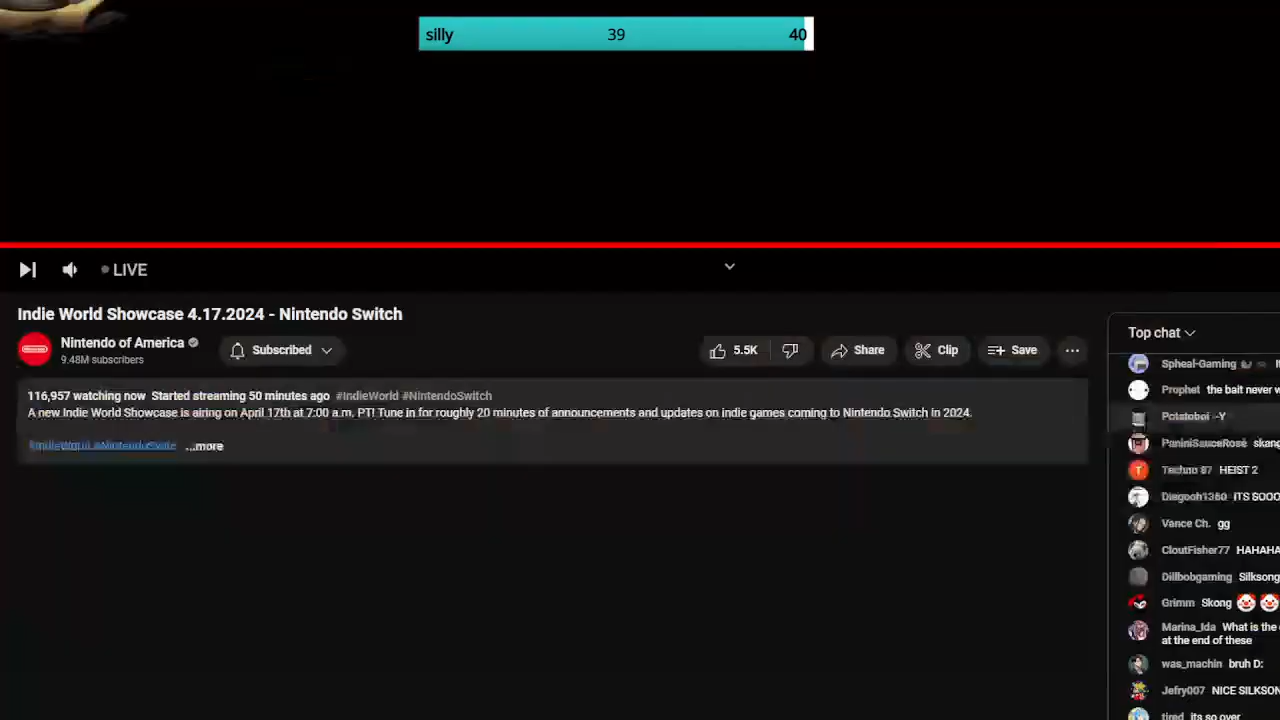 silly 39 40
LIVE
Indie World Showcase 4.17.2024 - Nintendo Switch
Nintendo of America
9.48M subscribers
Subscribed
5.5K
Share
Clip
Save
116,957 watching now Started streaming 50 minutes ago #IndieWorld #NintendoSwitch
A new Indie World Showcase is airing on April 17th at 7:00 a.m. PT! Tune in for roughly 20 minutes of announcements and updates on indie games coming to Nintendo Switch in 2024.
...more
Top chat
Spheal-Gaming
Prophet the bait never w
Potatoboi -Y
PaniniSauceRosé skang
Techno 87 HEIST 2
Diegooh1360 ITS SOOO
Vance Ch. gg
CloutFisher77 HAHAHA
Dillbobgaming Silksong
Grimm Skong 🤡 🤡
Marina_Ida What is the
at the end of these
was_machin bruh D:
Jefry007 NICE SILKSON
tired its so over